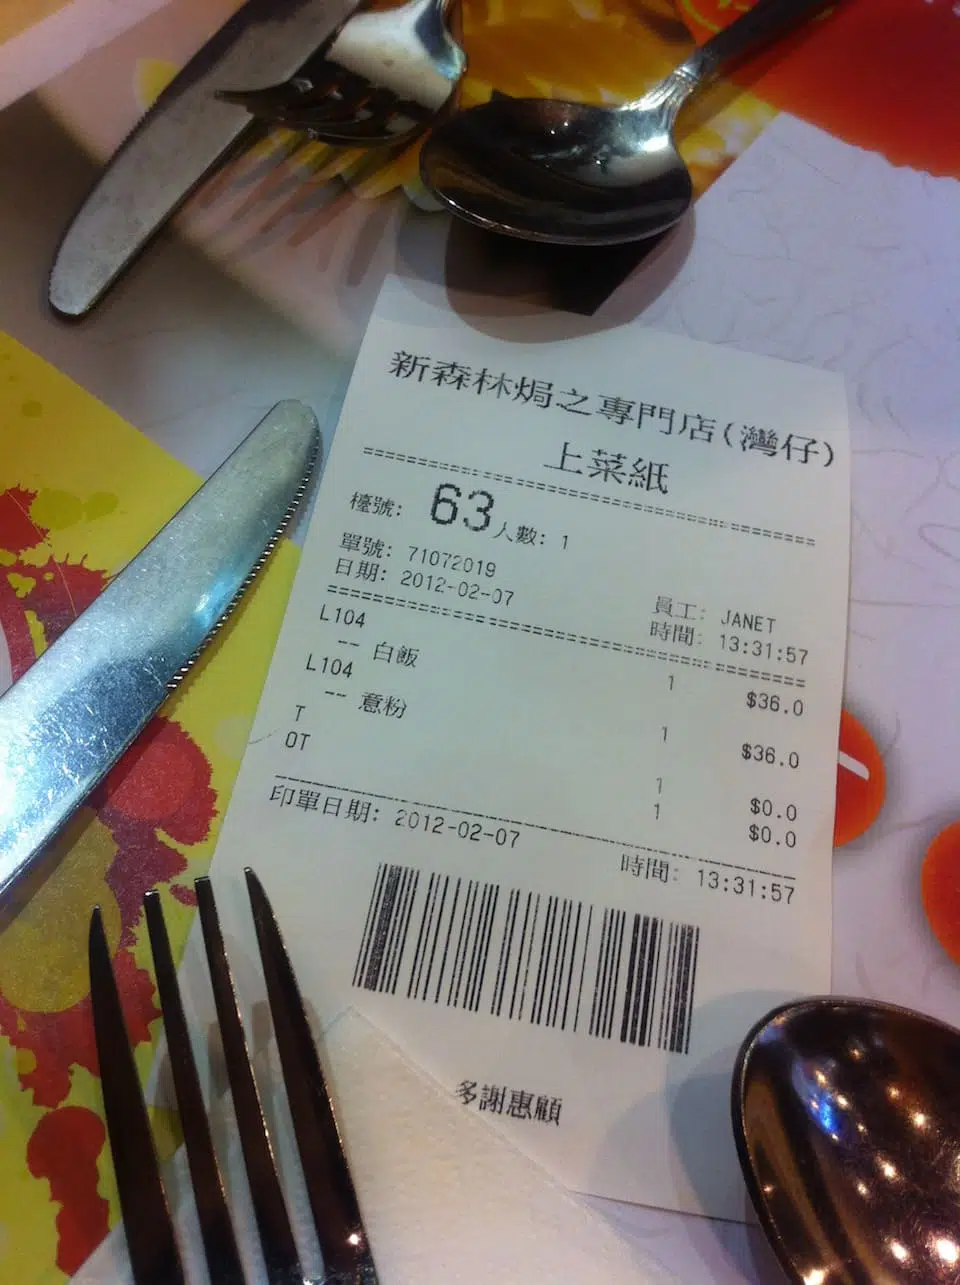 新森林焗之專門店(灣仔)
上菜紙
檯號: 63 人數: 1
單號: 71072019 員工: JANET
日期: 2012-02-07 時間: 13:31:57
L104 1 $36.0
-- 白飯
L104 1 $36.0
-- 意粉
T 1 $0.0
OT 1 $0.0
印單日期: 2012-02-07 時間: 13:31:57
多謝惠顧